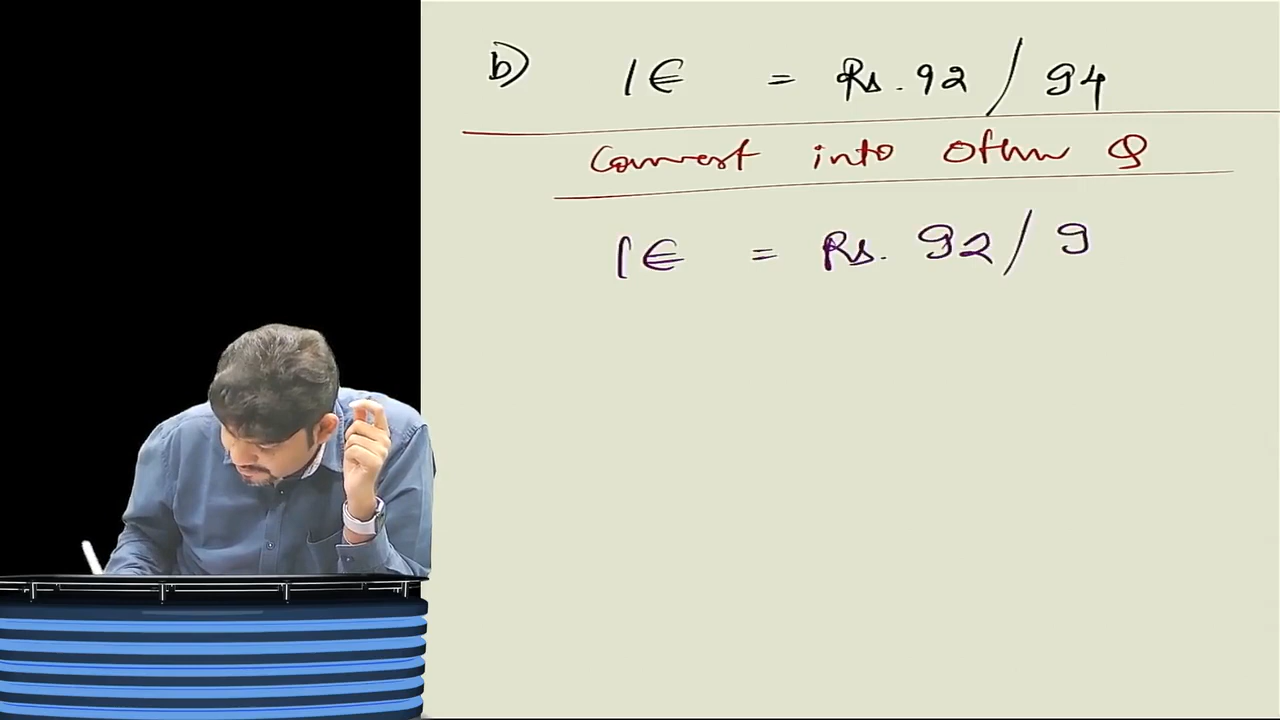 b) 1€ = Rs. 92 / 94
Convert into Other Q
1€ = Rs. 92 / 9